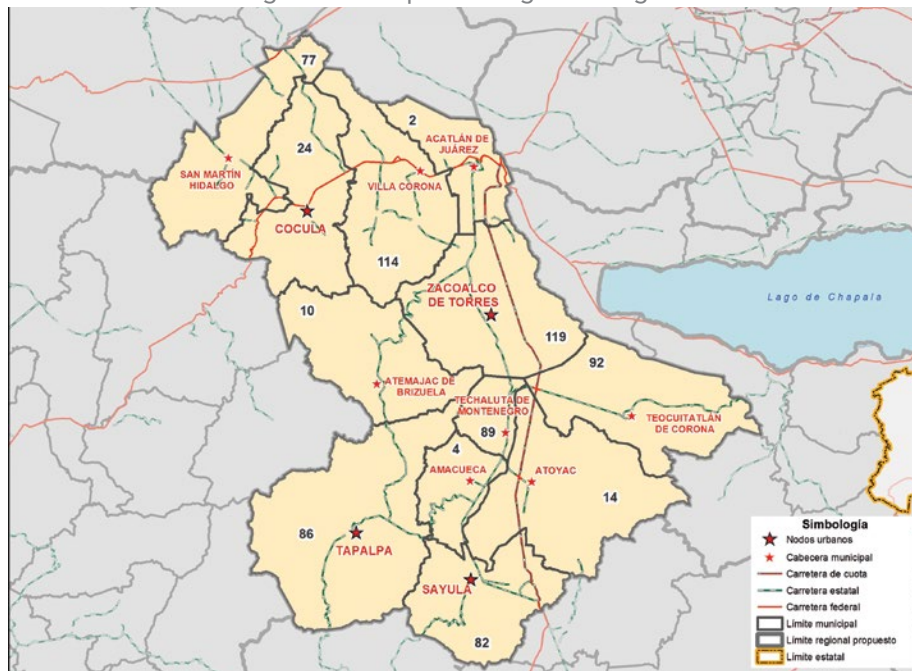 77
2
ACATLÁN DE
JUÁREZ
24
SAN MARTÍN
HIDALGO
VILLA CORONA
COCULA
114
ZACOALCO
DE TORRES
Lago de Chapala
10
119
92
ATEMAJAC DE
BRIZUELA
TECHALUTA DE
MONTENEGRO
TEOCUITATLÁN
DE CORONA
89
4
AMACUECA
ATOYAC
14
86
TAPALPA
SAYULA
82
Simbología
Nodos urbanos
Cabecera municipal
Carretera de cuota
Carretera estatal
Carretera federal
Límite municipal
Límite regional propuesto
Límite estatal